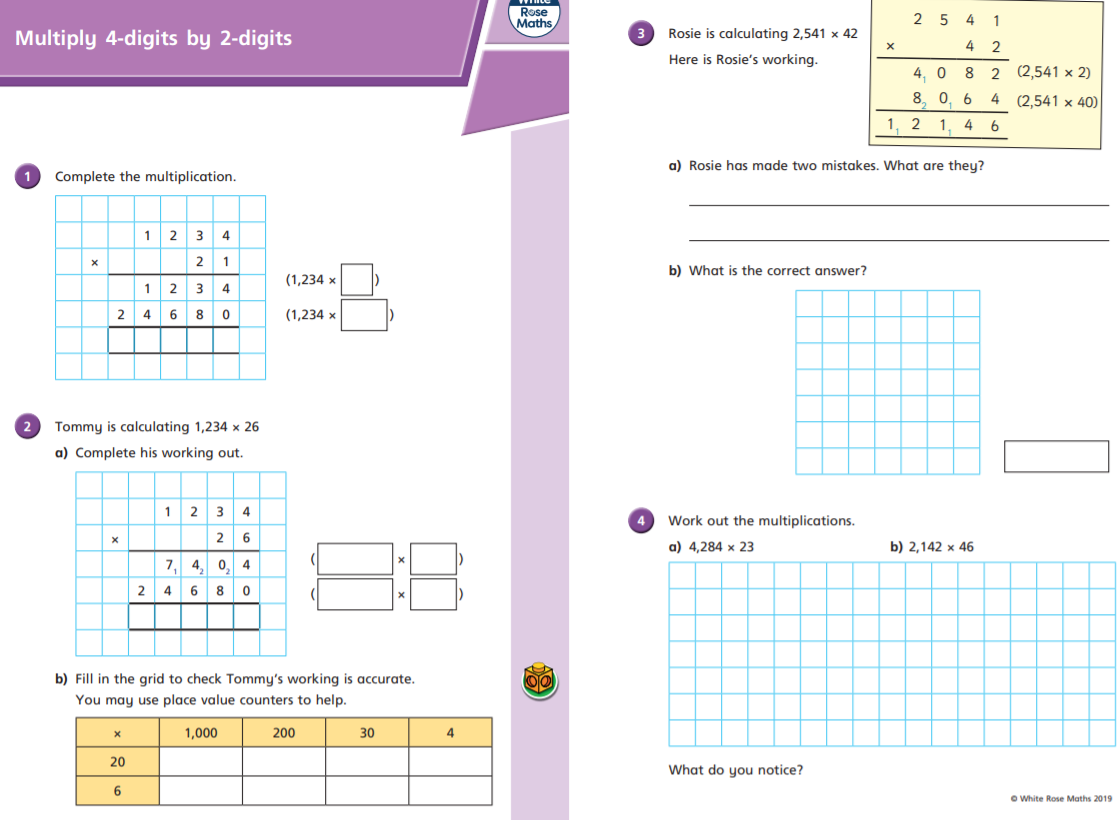 Multiply 4-digits by 2-digits
White
Rose
Maths
1 Complete the multiplication.
1 2 3 4
× 2 1
1 2 3 4 (1,234 × )
2 4 6 8 0 (1,234 × )
2 Tommy is calculating 1,234 × 26
a) Complete his working out.
1 2 3 4
× 2 6
7 1 4 2 0 2 4 ( × )
2 4 6 8 0 ( × )
b) Fill in the grid to check Tommy's working is accurate.
You may use place value counters to help.
× 1,000 200 30 4
20
6
3 Rosie is calculating 2,541 × 42
Here is Rosie's working.
2 5 4 1
× 4 2
4 1 0 8 2 (2,541 × 2)
8 2 0 1 6 4 (2,541 × 40)
1 1 2 1 1 4 6
a) Rosie has made two mistakes. What are they?
b) What is the correct answer?
4 Work out the multiplications.
a) 4,284 × 23 b) 2,142 × 46
What do you notice?
© White Rose Maths 2019